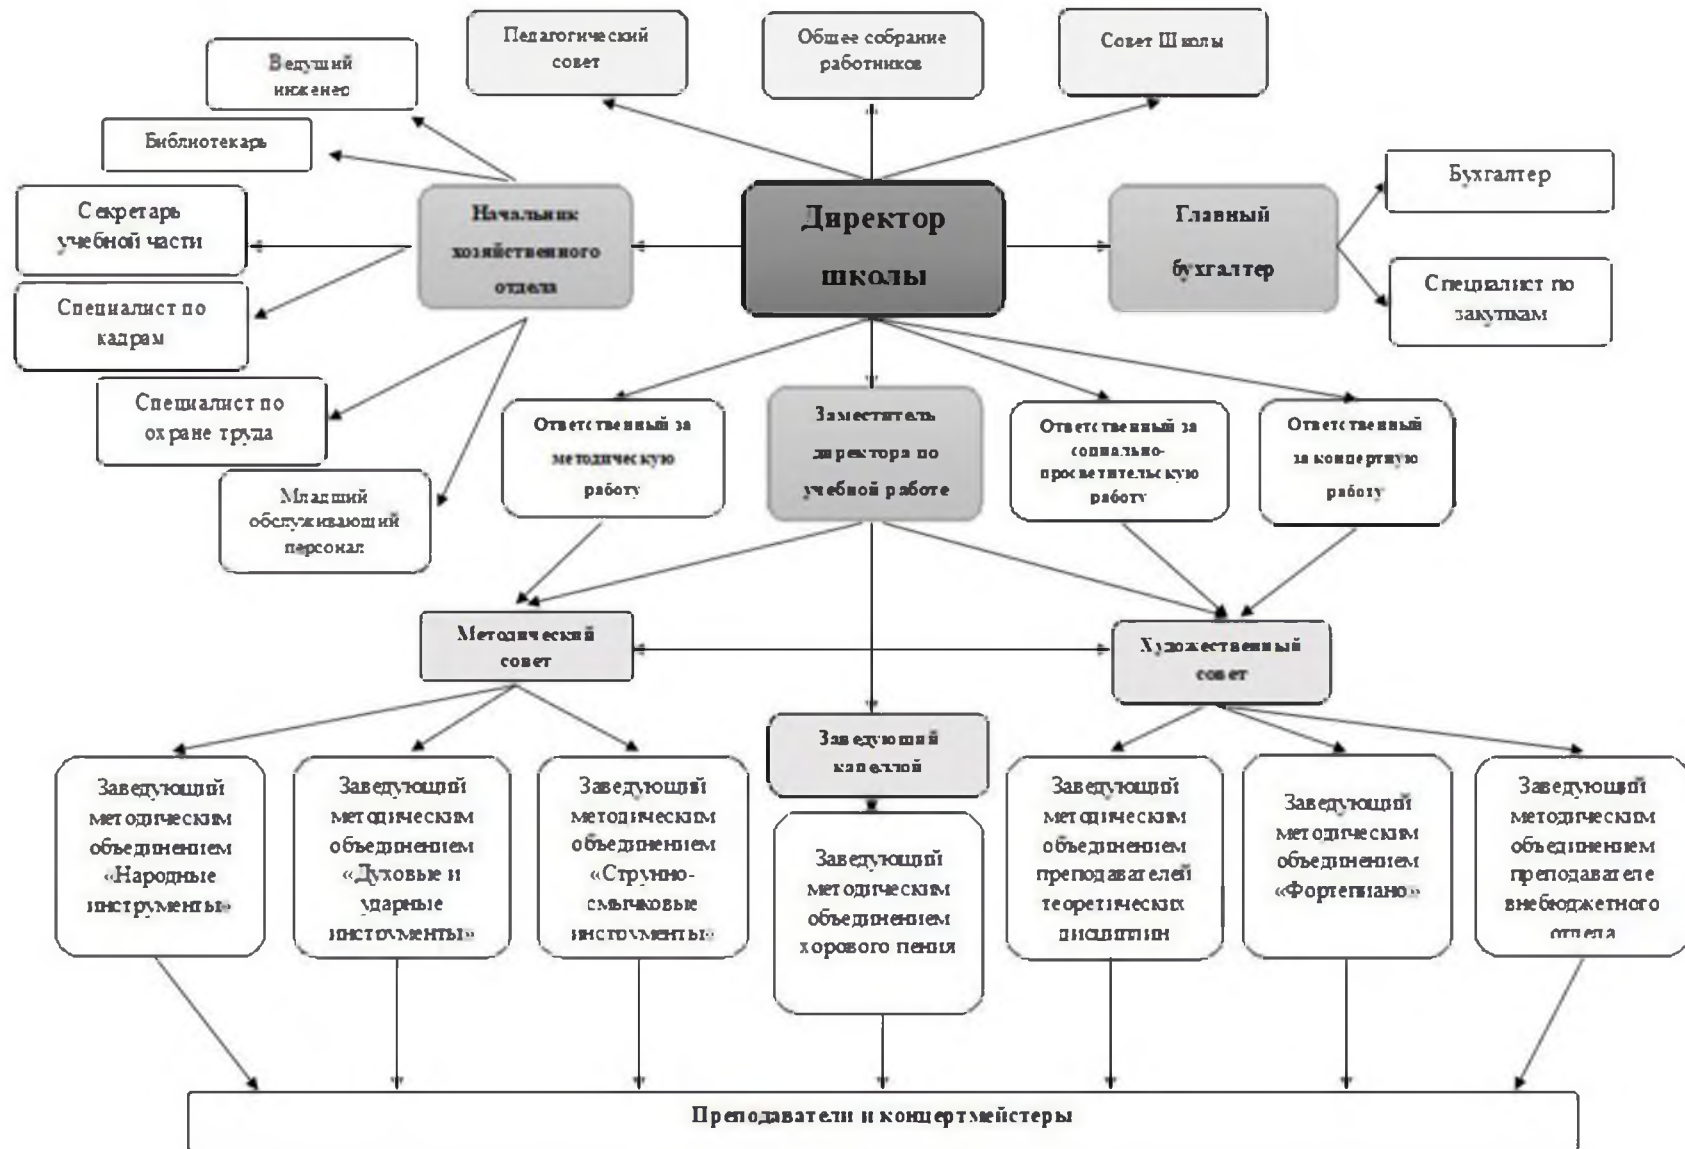 Педагогический
совет
Общее собрание
работников
Совет Школы
Ведущий
инженер
Библиотекарь
Секретарь
учебной части
Специалист по
кадрам
Специалист по
охране труда
Младший
обслуживающий
персонал
Начальник
хозяйственного
отдела
Директор
школы
Главный
бухгалтер
Бухгалтер
Специалист по
закупкам
Ответственный за
методическую
работу
Заместитель
директора по
учебной работе
Ответственный за
социально-
просветительскую
работу
Ответственный
за концертную
работу
Методический
совет
Художественный
совет
Заведующий
капеллой
Заведующий
методическим
объединением
«Народные
инструменты»
Заведующий
методическим
объединением
«Духовые и
ударные
инструменты»
Заведующий
методическим
объединением
«Струнно-
смычковые
инструменты»
Заведующий
методическим
объединением
хорового пения
Заведующий
методическим
объединением
преподавателей
теоретических
дисциплин
Заведующий
методическим
объединением
«Фортепиано»
Заведующий
методическим
объединением
преподавателе
внебюджетного
отдела
Преподаватели и концертмейстеры